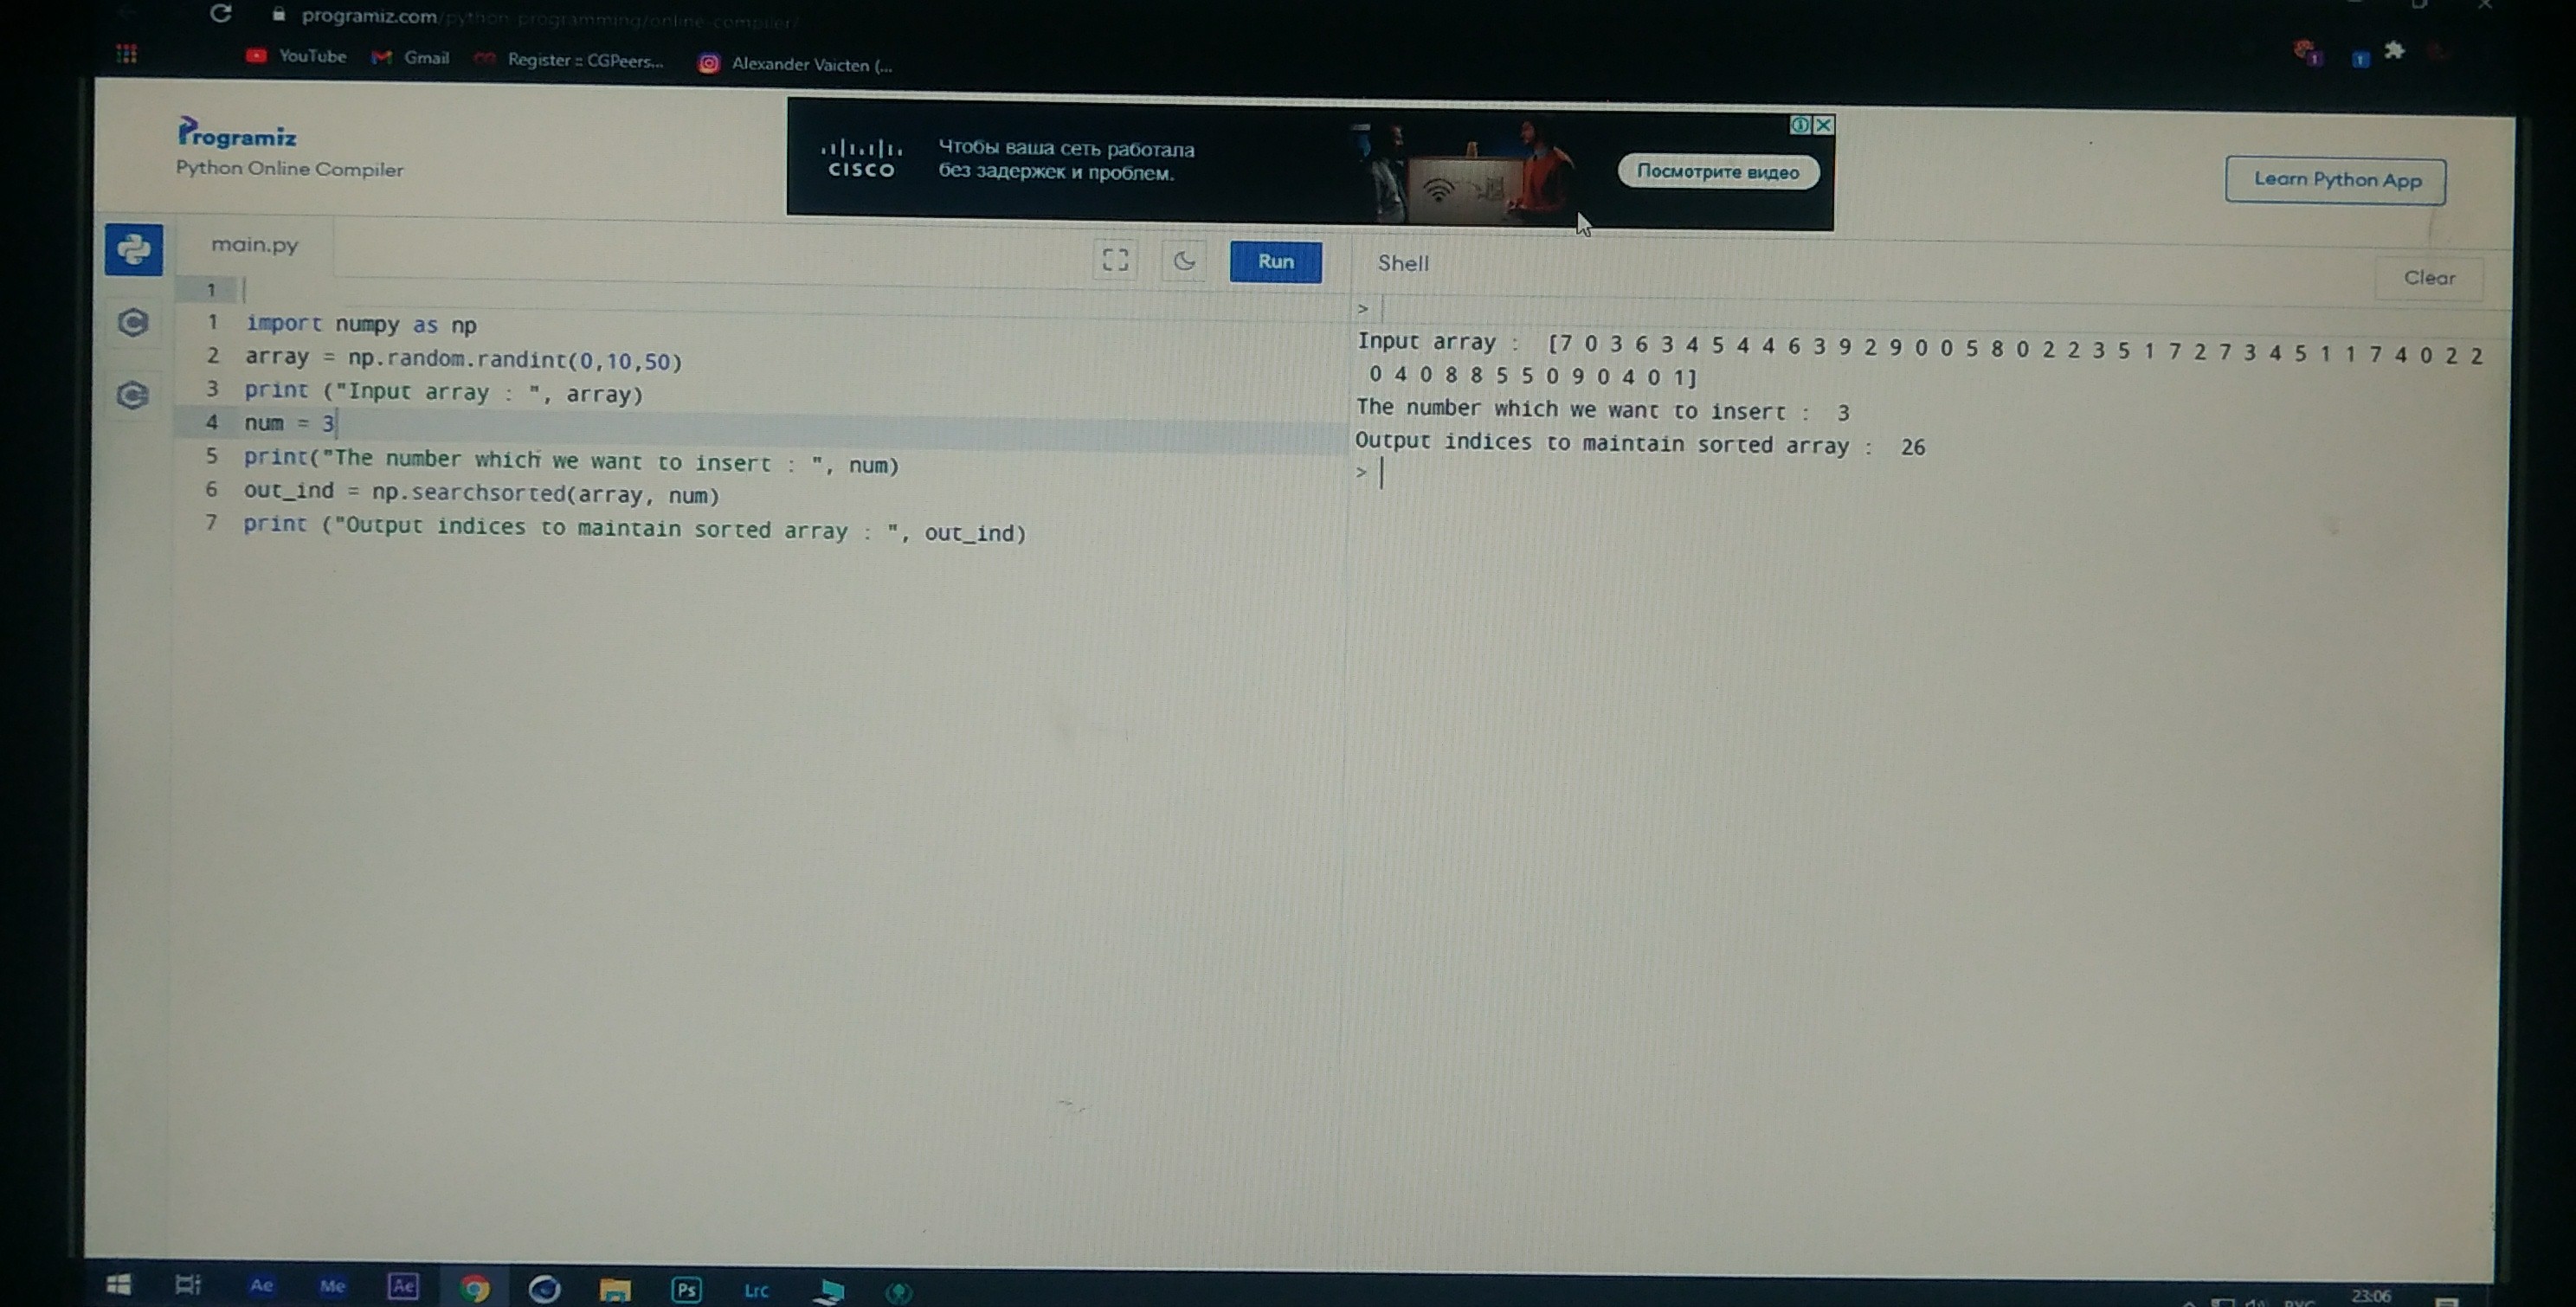 programiz.com/python-programming/online-compiler/
YouTube Gmail Register :: CGPeers... Alexander Vaicten (...
Programiz
Python Online Compiler
CISCO
Чтобы ваша сеть работала
без задержек и проблем.
Посмотрите видео
Learn Python App
main.py
Run
Shell
Clear
1
1 import numpy as np
2 array = np.random.randint(0,10,50)
3 print ("Input array : ", array)
4 num = 3
5 print("The number which we want to insert : ", num)
6 out_ind = np.searchsorted(array, num)
7 print ("Output indices to maintain sorted array : ", out_ind)
>
Input array : [7 0 3 6 3 4 5 4 4 6 3 9 2 9 0 0 5 8 0 2 2 3 5 1 7 2 7 3 4 5 1 1 7 4 0 2 2
0 4 0 8 8 5 5 0 9 0 4 0 1]
The number which we want to insert : 3
Output indices to maintain sorted array : 26
>
Ae Me Ae Ps Lrc
23:06